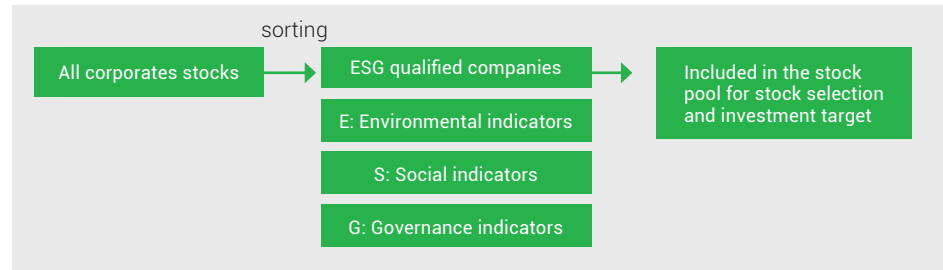 sorting
All corporates stocks
ESG qualified companies
E: Environmental indicators
S: Social indicators
G: Governance indicators
Included in the stock
pool for stock selection
and investment target